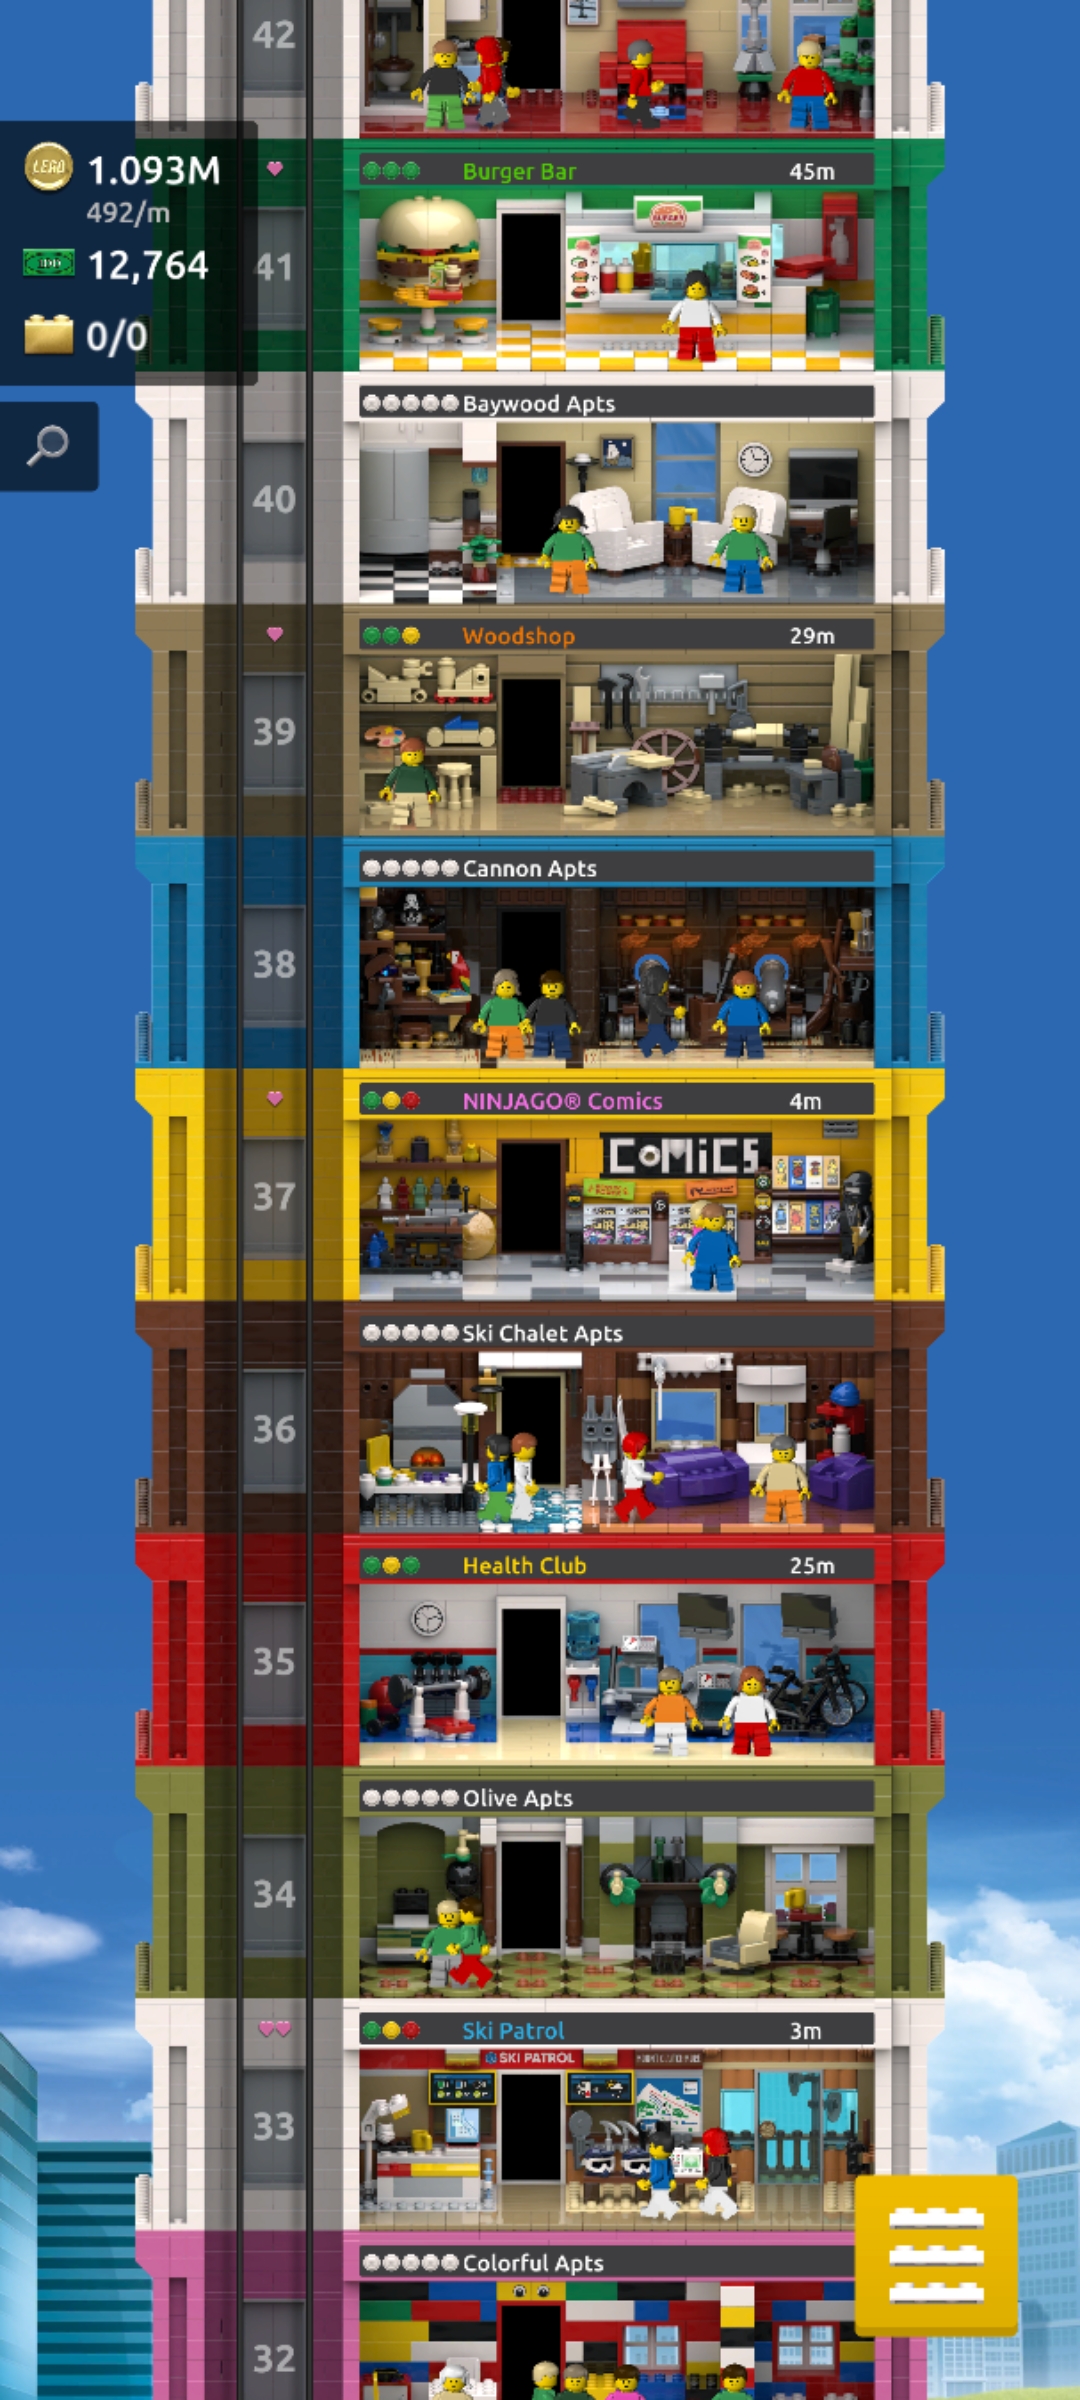 42
LEGO 1.093M
492/m
12,764
0/0
Burger Bar 45m
41
BURGER
Baywood Apts
40
Woodshop 29m
39
Cannon Apts
38
NINJAGO® Comics 4m
COMiCS
37
Ski Chalet Apts
36
Health Club 25m
35
Olive Apts
34
Ski Patrol 3m
SKI PATROL
33
Colorful Apts
32